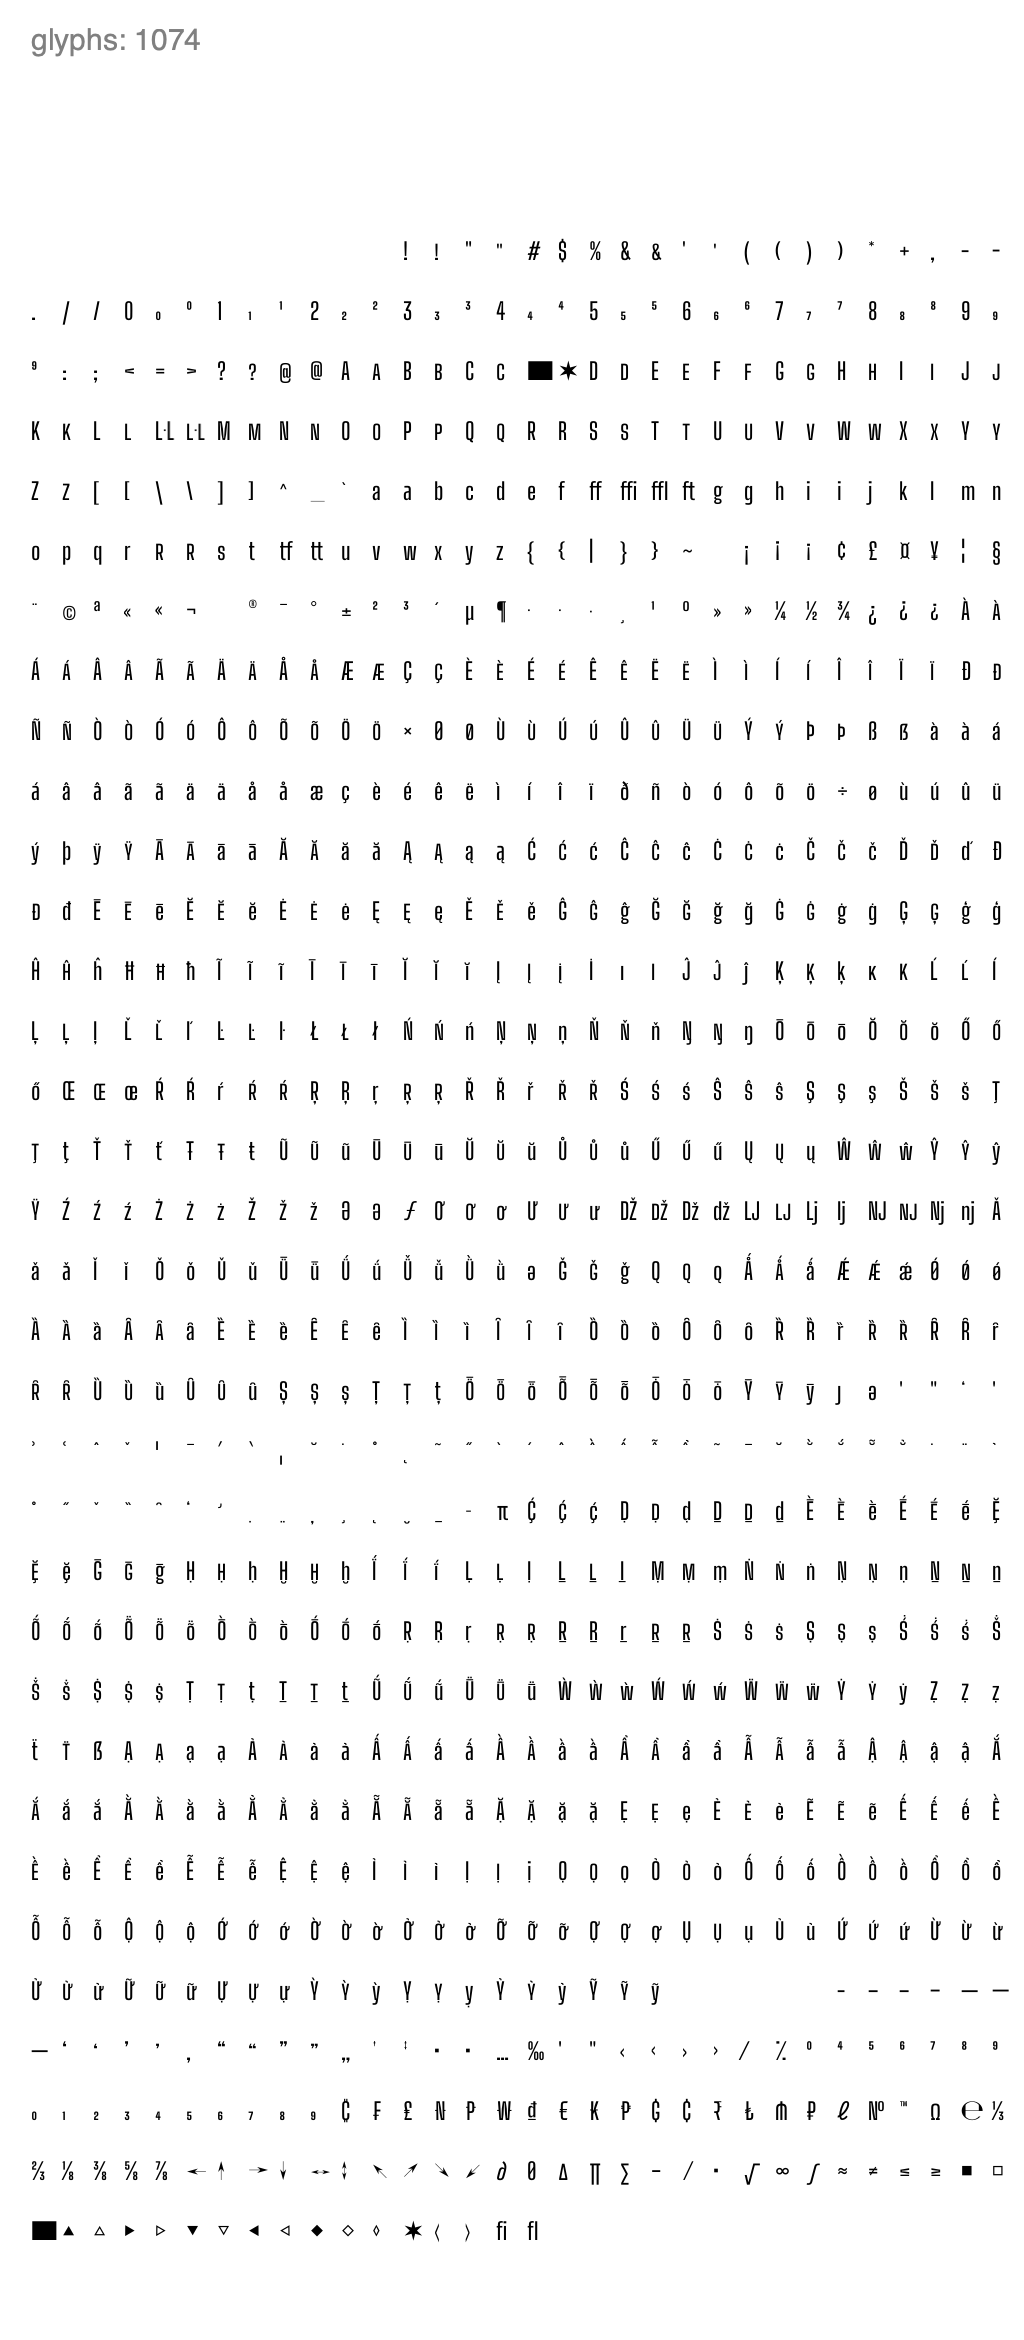 glyphs: 1074
! ! " " # $ % & & ' ' ( ( ) ) * + , - -
. / / 0 ₀ ⁰ 1 ₁ ¹ 2 ₂ ² 3 ₃ ³ 4 ₄ ⁴ 5 ₅ ⁵ 6 ₆ ⁶ 7 ₇ ⁷ 8 ₈ ⁸ 9 ₉
⁹ : ; < = > ? ? @ @ A A B B C C ■ ✶ D D E E F F G G H H I I J J
K K L L L·L L·L M M N N O O P P Q Q R R S S T T U U V V W W X X Y Y
Z Z [ [ \ \ ] ] ^ _ ` a a b c d e f ff ffi ffl ft g g h i i j k l m n
o p q r R R s t tf tt u v w x y z { { | } } ~ ¡ ¡ ¡ ¢ £ ¤ ¥ ¦ §
¨ © ª « « ¬ ® ¯ ° ± ² ³ ´ µ ¶ · · · ¸ ¹ º » » ¼ ½ ¾ ¿ ¿ ¿ À À
Á Á Â Â Ã Ã Ä Ä Å Å Æ Æ Ç Ç È È É É Ê Ê Ë Ë Ì Ì Í Í Î Î Ï Ï Ð Ð
Ñ Ñ Ò Ò Ó Ó Ô Ô Õ Õ Ö Ö × Ø Ø Ù Ù Ú Ú Û Û Ü Ü Ý Ý Þ Þ ß ß à à á
á â â ã ã ä ä å å æ ç è é ê ë ì í î ï ð ñ ò ó ô õ ö ÷ ø ù ú û ü
ý þ ÿ Ÿ Ā Ā ā ā Ă Ă ă ă Ą Ą ą ą Ć Ć ć Ĉ Ĉ ĉ Ċ Ċ ċ Č Č č Ď Ď ď Đ
Đ đ Ē Ē ē Ĕ Ĕ ĕ Ė Ė ė Ę Ę ę Ě Ě ě Ĝ Ĝ ĝ Ğ Ğ ğ ğ Ġ Ġ ġ ġ Ģ Ģ ģ ģ
Ĥ Ĥ ĥ Ħ Ħ ħ Ĩ Ĩ ĩ Ī Ī ī Ĭ Ĭ ĭ Į Į į İ ı ı Ĵ Ĵ ĵ Ķ Ķ ķ ĸ K Ĺ Ĺ ĺ
Ļ Ļ ļ Ľ Ľ ľ Ŀ Ŀ ŀ Ł Ł ł Ń Ń ń Ņ Ņ ņ Ň Ň ň Ŋ Ŋ ŋ Ō Ō ō Ŏ Ŏ ŏ Ő Ő
ő Œ Œ œ Ŕ Ŕ ŕ Ŕ Ŕ Ŗ Ŗ ŗ Ŗ Ŗ Ř Ř ř Ř Ř Ś Ś ś Ŝ Ŝ ŝ Ş Ş ş Š Š š Ţ
Ţ ţ Ť Ť ť Ŧ Ŧ ŧ Ũ Ũ ũ Ū Ū ū Ŭ Ŭ ŭ Ů Ů ů Ű Ű ű Ų Ų ų Ŵ Ŵ ŵ Ŷ Ŷ ŷ
Ÿ Ź Ź ź Ż Ż ż Ž Ž ž Ə Ə ƒ Ơ Ơ ơ Ư Ư ư DŽ DŽ Dž dž LJ LJ Lj lj NJ NJ Nj nj Ǎ
ǎ ǎ Ǐ ǐ Ǒ ǒ Ǔ ǔ Ǖ ǖ Ǘ ǘ Ǚ ǚ Ǜ ǜ ǝ Ǧ Ǧ ǧ Q Q q Ǻ Ǻ ǻ Ǽ Ǽ ǽ Ǿ Ǿ ǿ
Ȁ Ȁ ȁ Ȃ Ȃ ȃ Ȅ Ȅ ȅ Ȇ Ȇ ȇ Ȉ Ȉ ȉ Ȋ Ȋ ȋ Ȍ Ȍ ȍ Ȏ Ȏ ȏ Ȑ Ȑ ȑ Ȑ Ȑ Ȓ Ȓ ȓ
Ȓ Ȓ Ȕ Ȕ ȕ Ȗ Ȗ ȗ Ș Ș ș Ț Ț ț Ȫ Ȫ ȫ Ȭ Ȭ ȭ Ȱ Ȱ ȱ Ȳ Ȳ ȳ ȷ ə ' " ʻ '
- π Ḉ Ḉ ḉ Ḍ Ḍ ḍ Ḏ Ḏ ḏ Ḕ Ḕ ḕ Ḗ Ḗ ḗ Ḝ
Ḝ ḝ Ḡ Ḡ ḡ Ḥ Ḥ ḥ Ḫ Ḫ ḫ Ḯ Ḯ ḯ Ḷ Ḷ ḷ Ḻ Ḻ ḻ Ṃ Ṃ ṃ Ṅ Ṅ ṅ Ṇ Ṇ ṇ Ṉ Ṉ ṉ
Ṍ Ṍ ṍ Ṏ Ṏ ṏ Ṑ Ṑ ṑ Ṓ Ṓ ṓ Ṛ Ṛ ṛ Ṛ Ṛ Ṟ Ṟ ṟ Ṟ Ṟ Ṡ Ṡ ṡ Ṣ Ṣ ṣ Ṥ Ṥ ṥ Ṧ
Ṧ ṧ Ṩ Ṩ ṩ Ṭ Ṭ ṭ Ṯ Ṯ ṯ Ṹ Ṹ ṹ Ṻ Ṻ ṻ Ẁ Ẁ ẁ Ẃ Ẃ ẃ Ẅ Ẅ ẅ Ẏ Ẏ ẏ Ẓ Ẓ ẓ
ẗ T̈ ẞ Ạ Ạ ạ ạ Ả Ả ả ả Ấ Ấ ấ ấ Ầ Ầ ầ ầ Ẩ Ẩ ẩ ẩ Ẫ Ẫ ẫ ẫ Ậ Ậ ậ ậ Ắ
Ắ ắ ắ Ằ Ằ ằ ằ Ẳ Ẳ ẳ ẳ Ẵ Ẵ ẵ ẵ Ặ Ặ ặ ặ Ẹ Ẹ ẹ Ẻ Ẻ ẻ Ẽ Ẽ ẽ Ế Ế ế Ề
Ề ề Ể Ể ể Ễ Ễ ễ Ệ Ệ ệ Ỉ Ỉ ỉ Ị Ị ị Ọ Ọ ọ Ỏ Ỏ ỏ Ố Ố ố Ồ Ồ ồ Ổ Ổ ổ
Ỗ Ỗ ỗ Ộ Ộ ộ Ớ Ớ ớ Ờ Ờ ờ Ở Ở ở Ỡ Ỡ ỡ Ợ Ợ ợ Ụ Ụ ụ Ủ ủ Ứ Ứ ứ Ừ Ừ ừ
Ử Ử ử Ữ Ữ ữ Ự Ự ự Ỳ Ỳ ỳ Ỵ Ỵ ỵ Ỷ Ỷ ỷ Ỹ Ỹ ỹ - - – – — —
― ‘ ‘ ’ ’ ‚ “ “ ” ” „ † ‡ • • … ‰ ′ ″ ‹ ‹ › › ⁄ ⁒ ⁰ ⁴ ⁵ ⁶ ⁷ ⁸ ⁹
₀ ₁ ₂ ₃ ₄ ₅ ₆ ₇ ₈ ₉ ₡ ₣ ₤ ₦ ₧ ₩ ₫ € ₭ ₱ ₲ ₵ ₹ ₺ ₼ ₽ ℓ № ™ Ω ℮ ⅓
⅔ ⅛ ⅜ ⅝ ⅞ ← ↑ → ↓ ↔ ↕ ↖ ↗ ↘ ↙ ∂ ∅ ∆ ∏ ∑ − ∕ ∙ √ ∞ ∫ ≈ ≠ ≤ ≥ ■ □
■ ▲ △ ▶ ▷ ▼ ▽ ◀ ◁ ◆ ◇ ◊ ✶ ⟨ ⟩ fi fl